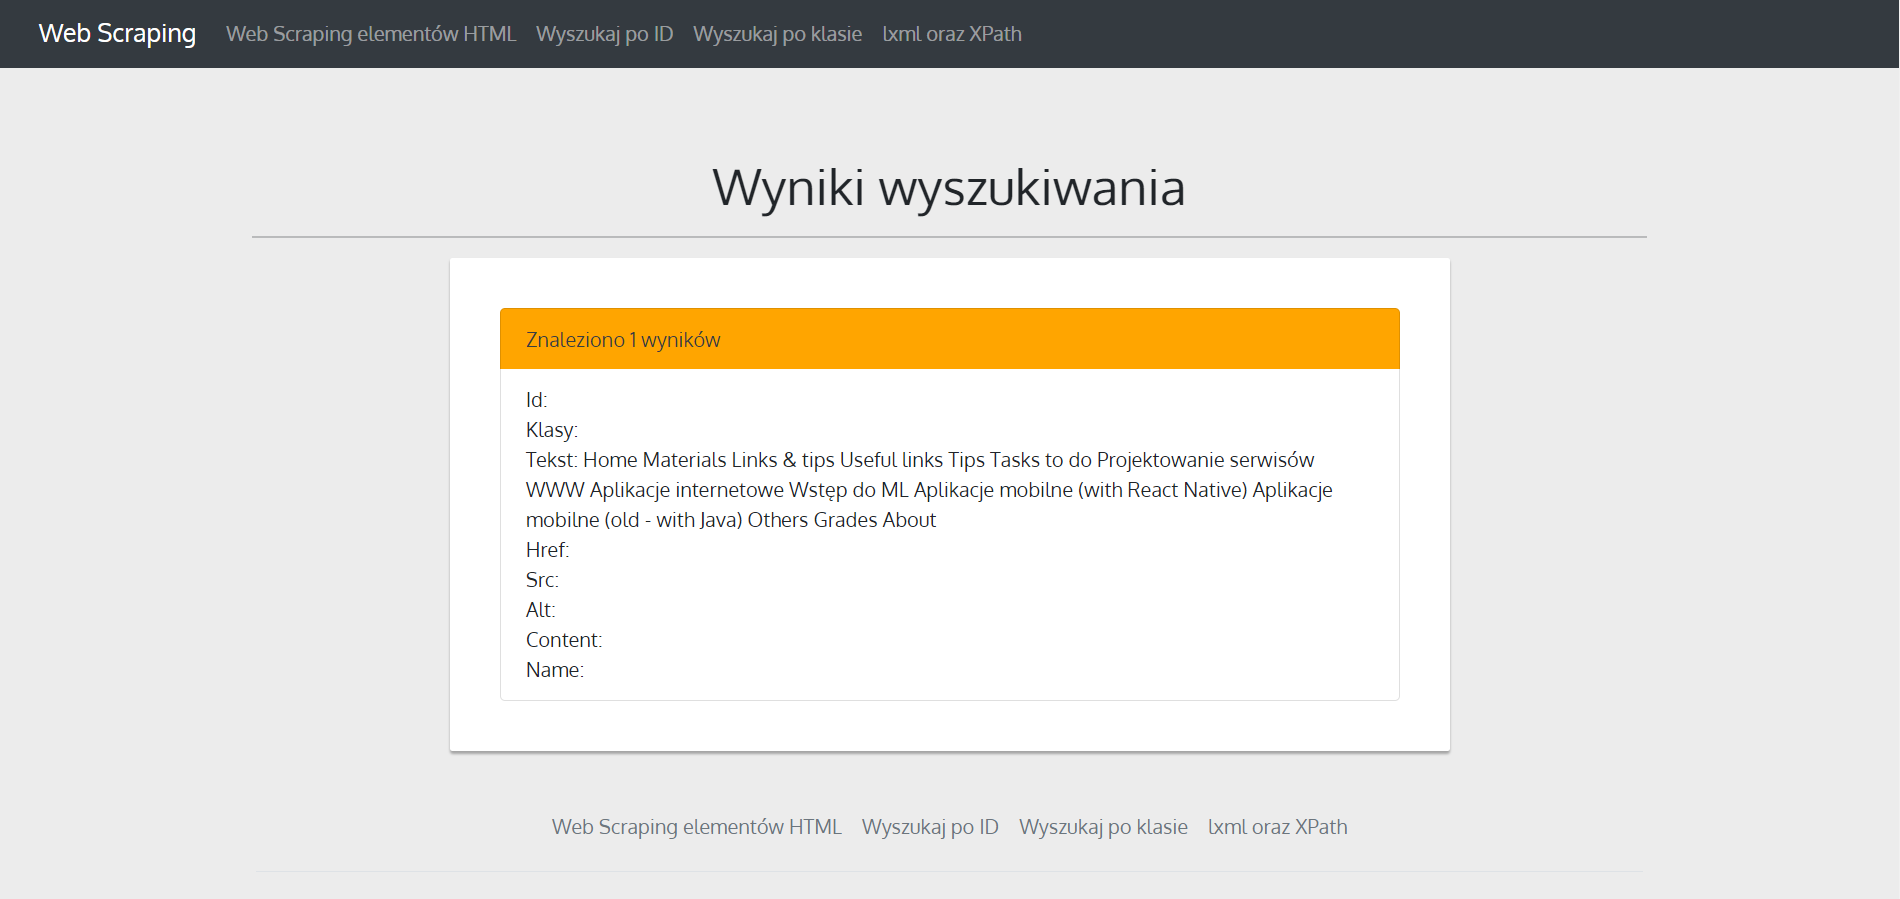 Web Scraping Web Scraping elementów HTML Wyszukaj po ID Wyszukaj po klasie lxml oraz XPath
Wyniki wyszukiwania
Znaleziono 1 wyników
Id:
Klasy:
Tekst: Home Materials Links & tips Useful links Tips Tasks to do Projektowanie serwisów
WWW Aplikacje internetowe Wstęp do ML Aplikacje mobilne (with React Native) Aplikacje
mobilne (old - with Java) Others Grades About
Href:
Src:
Alt:
Content:
Name:
Web Scraping elementów HTML Wyszukaj po ID Wyszukaj po klasie lxml oraz XPath